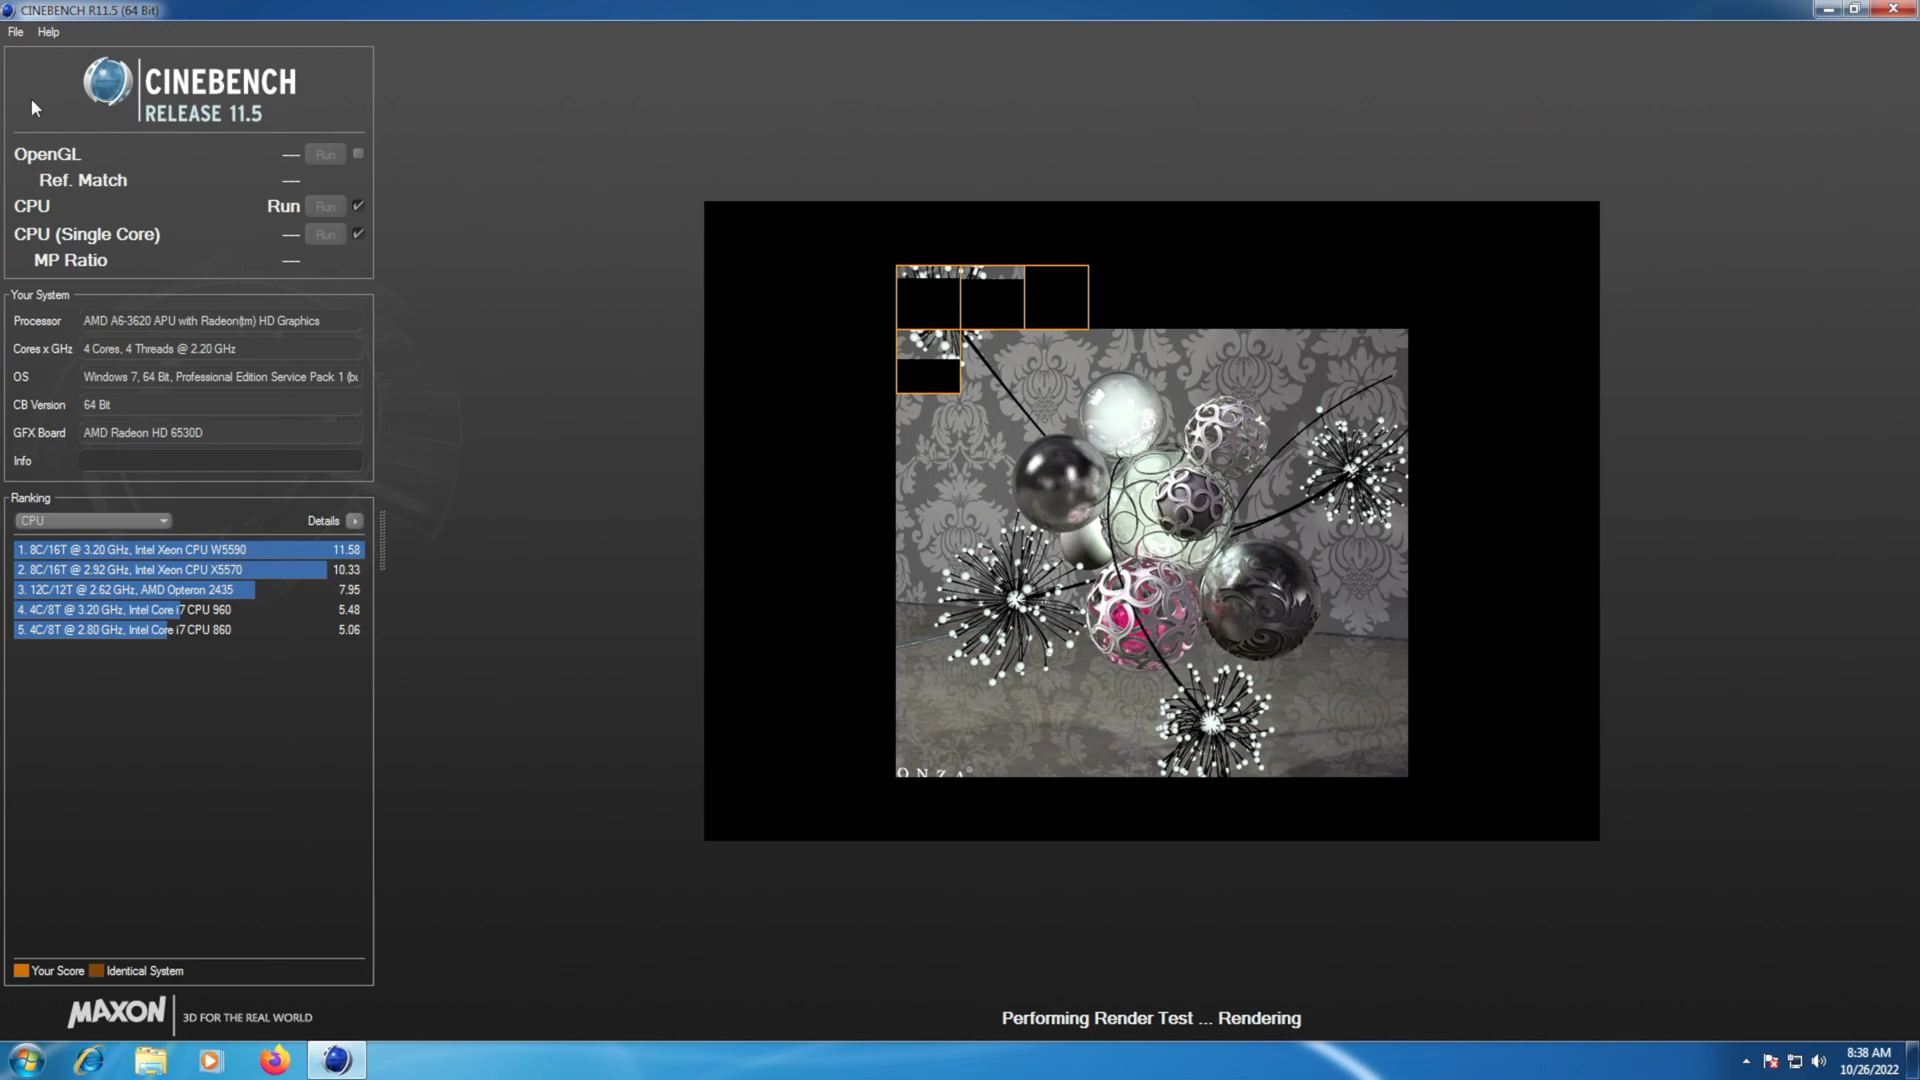 CINEBENCH R11.5 (64 Bit)
File Help
CINEBENCH
RELEASE 11.5
OpenGL --- Run
Ref. Match ---
CPU Run Run
CPU (Single Core) --- Run
MP Ratio ---
Your System
Processor AMD A6-3620 APU with Radeon(tm) HD Graphics
Cores x GHz 4 Cores, 4 Threads @ 2.20 GHz
OS Windows 7, 64 Bit, Professional Edition Service Pack 1 (bu
CB Version 64 Bit
GFX Board AMD Radeon HD 6530D
Info
Ranking
CPU Details
1. 8C/16T @ 3.20 GHz, Intel Xeon CPU W5590 11.58
2. 8C/16T @ 2.92 GHz, Intel Xeon CPU X5570 10.33
3. 12C/12T @ 2.62 GHz, AMD Opteron 2435 7.95
4. 4C/8T @ 3.20 GHz, Intel Core i7 CPU 960 5.48
5. 4C/8T @ 2.80 GHz, Intel Core i7 CPU 860 5.06
Your Score Identical System
MAXON 3D FOR THE REAL WORLD
ONZA©
Performing Render Test ... Rendering
8:38 AM
10/26/2022